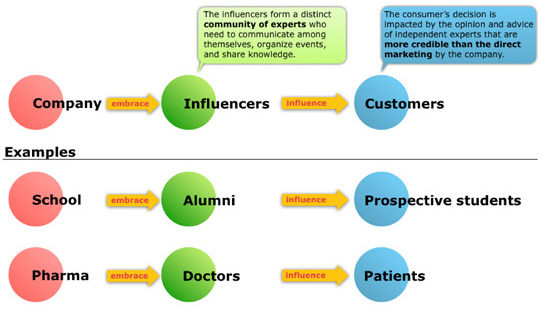 The influencers form a distinct
community of experts who
need to communicate among
themselves, organize events,
and share knowledge.
The consumer's decision is
impacted by the opinion and advice
of independent experts that are
more credible than the direct
marketing by the company.
Company embrace Influencers influence Customers
Examples
School embrace Alumni influence Prospective students
Pharma embrace Doctors influence Patients